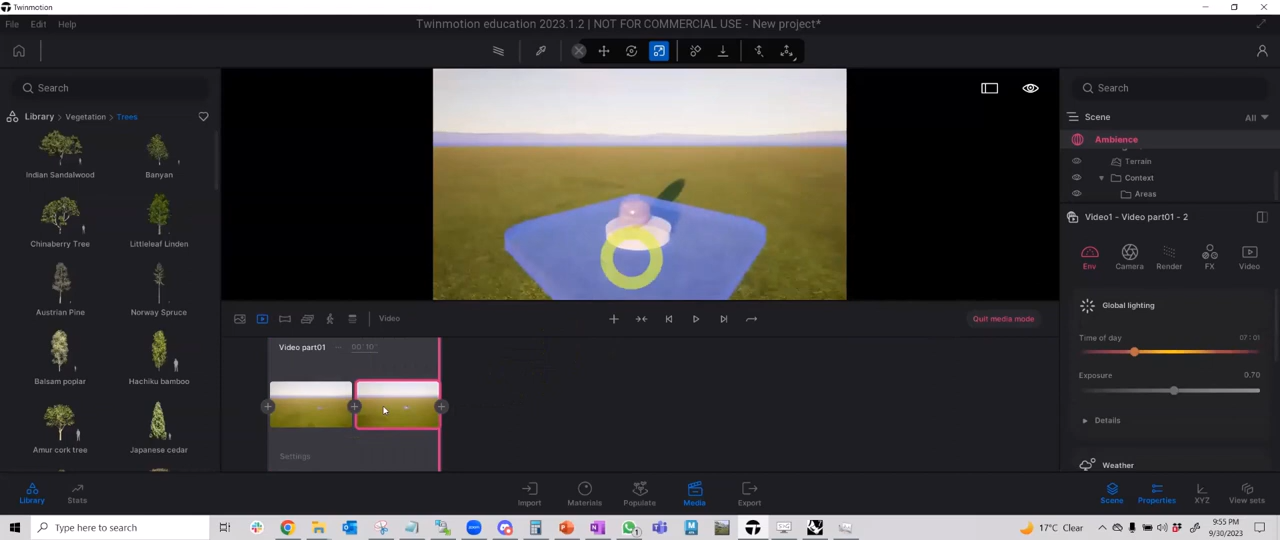 Twinmotion
File Edit Help
Twinmotion education 2023.1.2 | NOT FOR COMMERCIAL USE - New project*
Search
Library > Vegetation > Trees
Indian Sandalwood
Banyan
Chinaberry Tree
Littleleaf Linden
Austrian Pine
Norway Spruce
Balsam poplar
Hachiku bamboo
Amur cork tree
Japanese cedar
Video
Quit media mode
Video part01
00:10"
Settings
Search
Scene
All
Ambience
Terrain
Context
Areas
Video1 - Video part01 - 2
Env
Camera
Render
FX
Video
Global lighting
Time of day
07:01
Exposure
0.70
Details
Weather
Library
Stats
Import
Materials
Populate
Media
Export
Scene
Properties
XYZ
View sets
Type here to search
17°C Clear
9:55 PM
9/30/2023